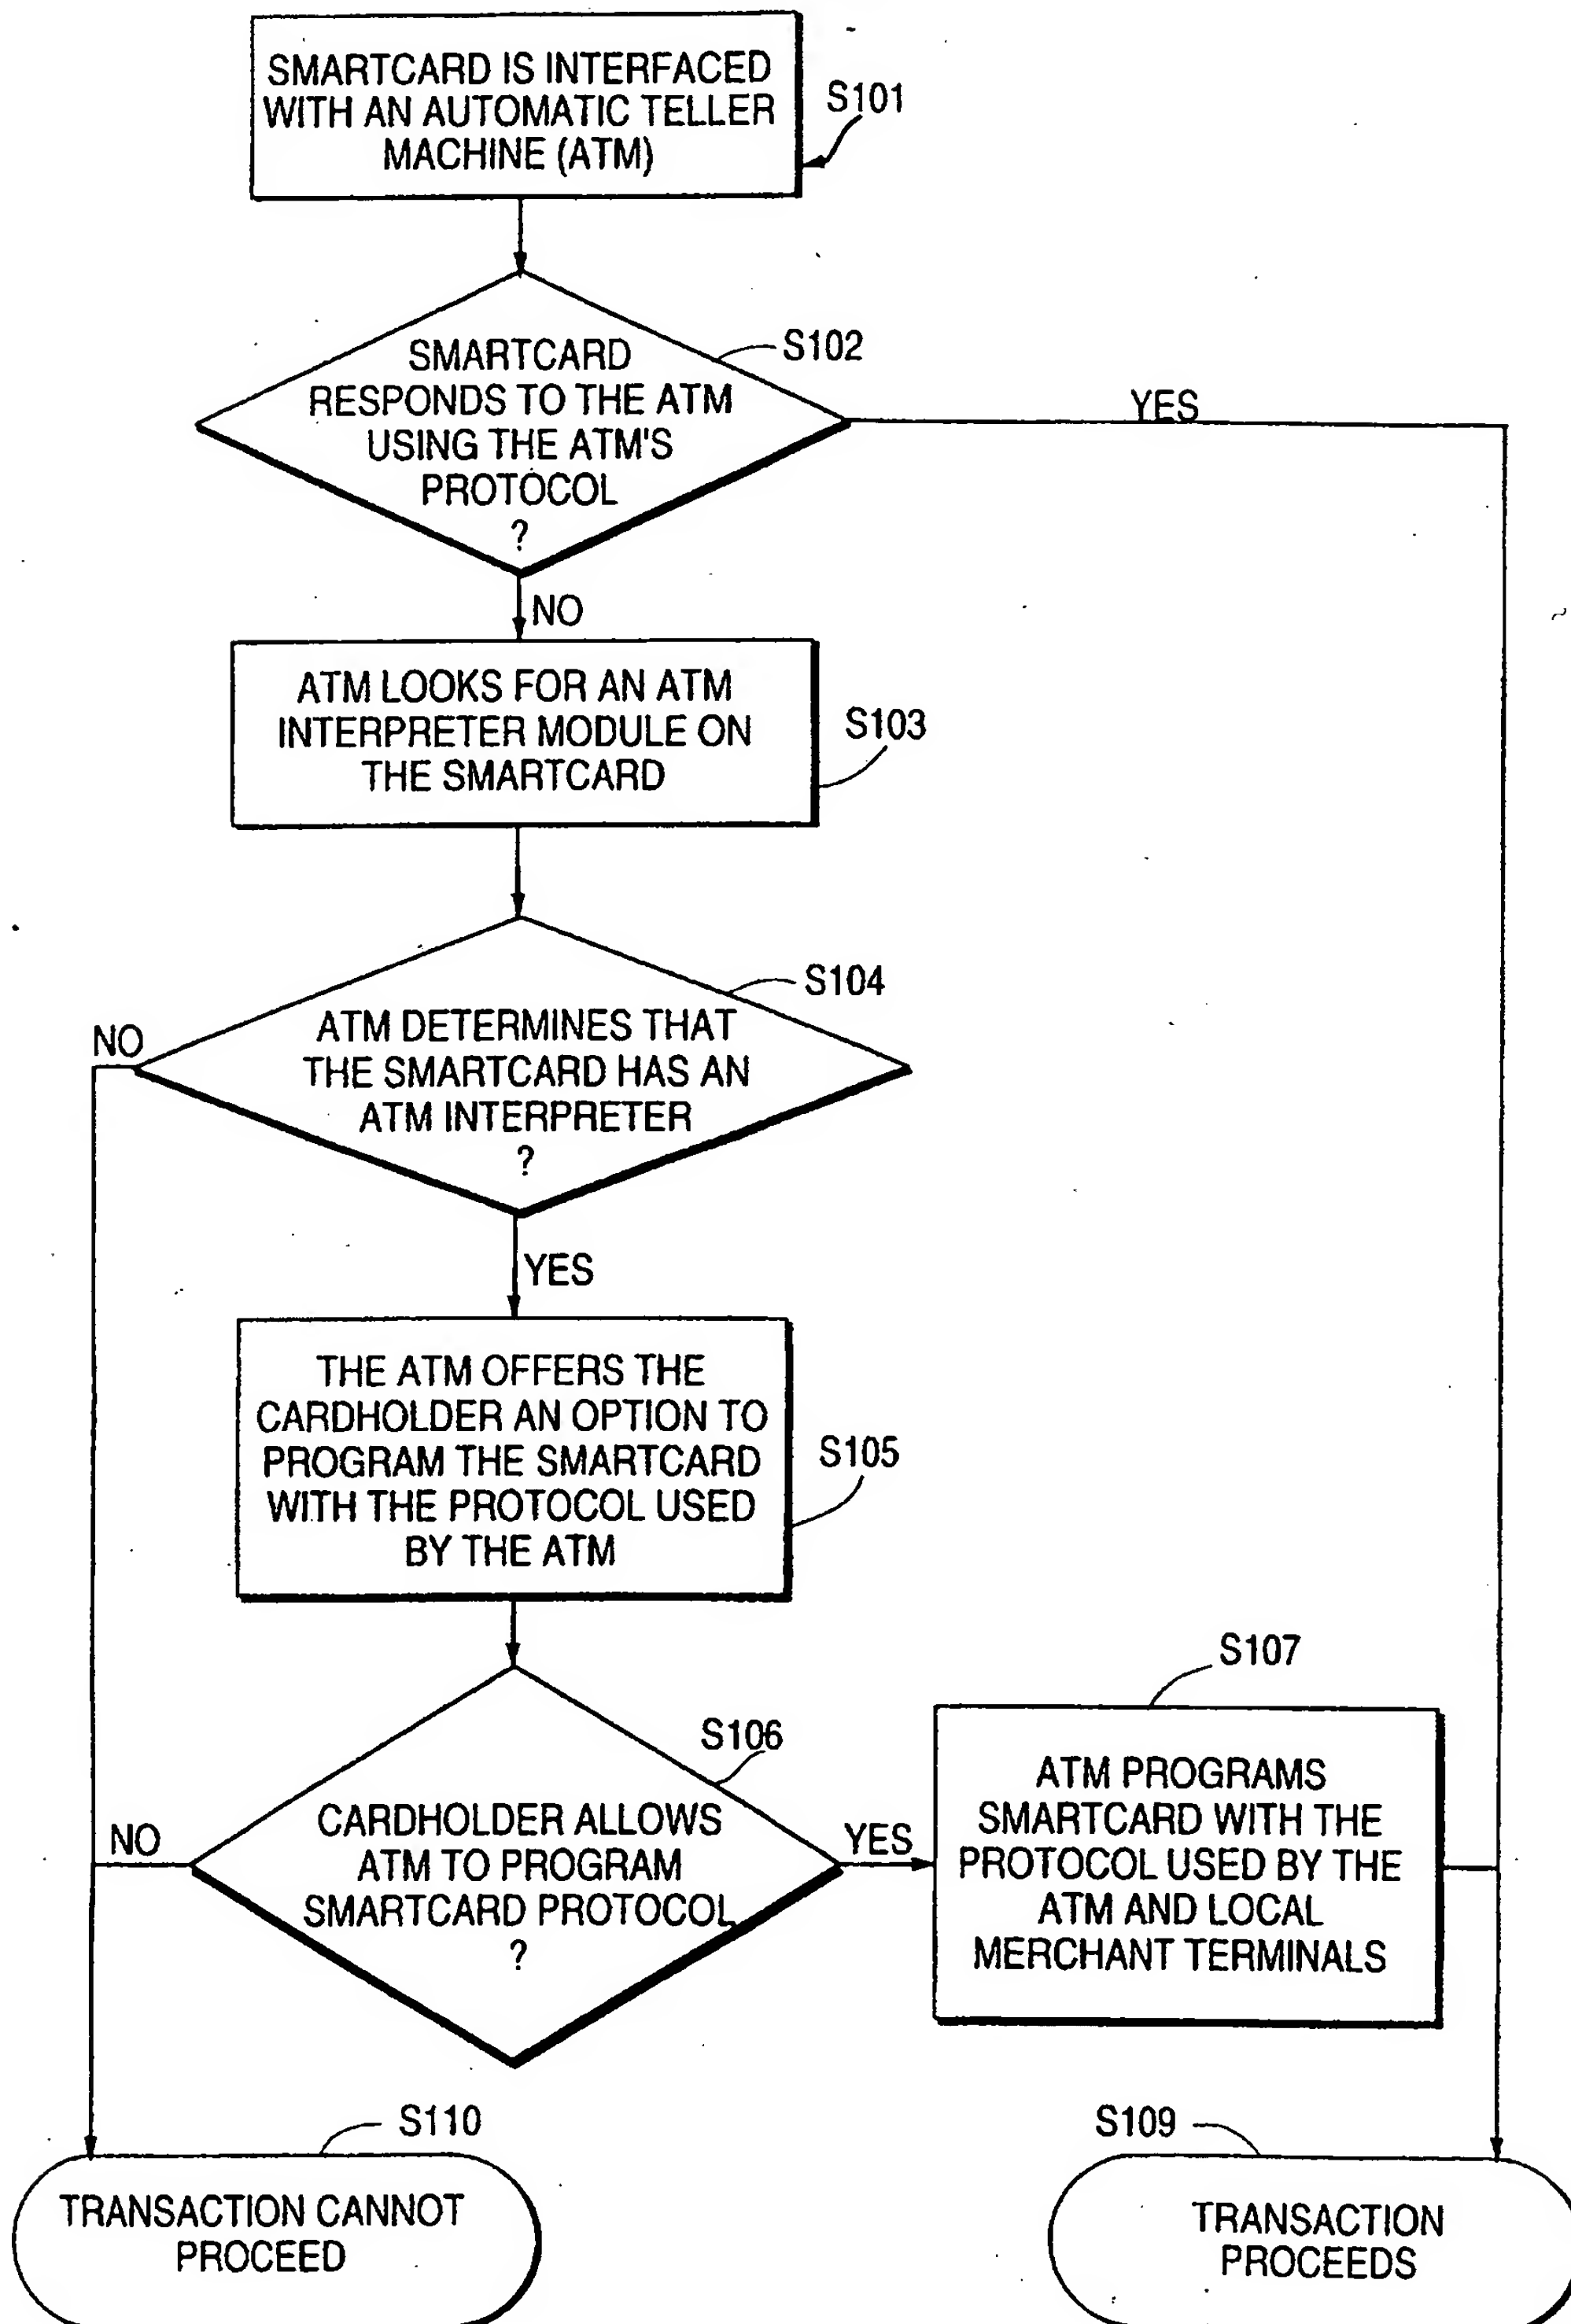 SMARTCARD IS INTERFACED
WITH AN AUTOMATIC TELLER
MACHINE (ATM)
S101
SMARTCARD
RESPONDS TO THE ATM
USING THE ATM'S
PROTOCOL
?
S102
YES
NO
ATM LOOKS FOR AN ATM
INTERPRETER MODULE ON
THE SMARTCARD
S103
ATM DETERMINES THAT
THE SMARTCARD HAS AN
ATM INTERPRETER
?
S104
NO
YES
THE ATM OFFERS THE
CARDHOLDER AN OPTION TO
PROGRAM THE SMARTCARD
WITH THE PROTOCOL USED
BY THE ATM
S105
CARDHOLDER ALLOWS
ATM TO PROGRAM
SMARTCARD PROTOCOL
?
S106
NO
YES
S107
ATM PROGRAMS
SMARTCARD WITH THE
PROTOCOL USED BY THE
ATM AND LOCAL
MERCHANT TERMINALS
S110
TRANSACTION CANNOT
PROCEED
S109
TRANSACTION
PROCEEDS